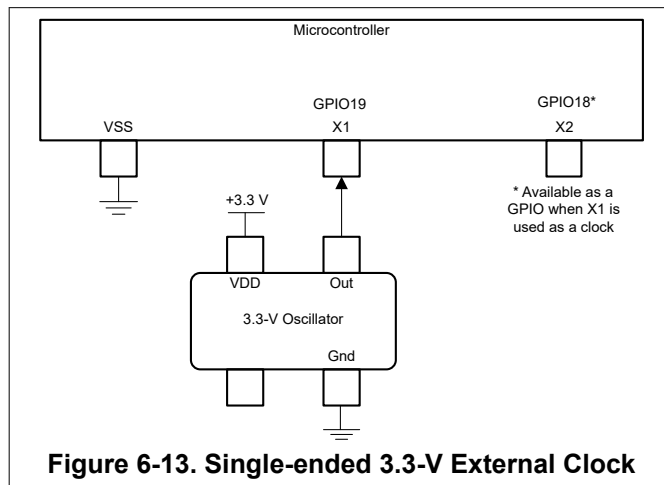 Microcontroller
GPIO19
GPIO18*
VSS
X1
X2
* Available as a
GPIO when X1 is
used as a clock
+3.3 V
VDD
Out
3.3-V Oscillator
Gnd
Figure 6-13. Single-ended 3.3-V External Clock